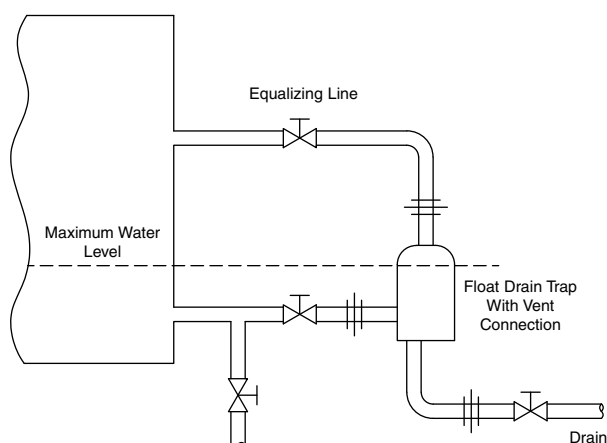 Equalizing Line
Maximum Water
Level
Float Drain Trap
With Vent
Connection
Drain